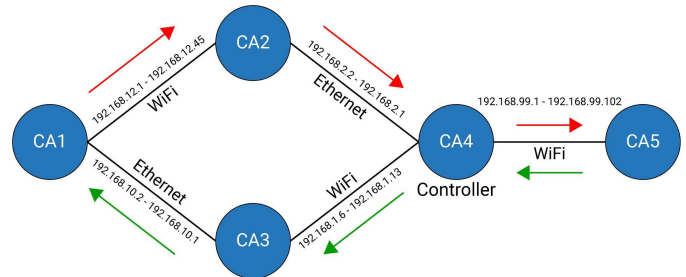 CA2
192.168.12.1 - 192.168.12.45
WiFi
192.168.2.2 - 192.168.2.1
Ethernet
192.168.99.1 - 192.168.99.102
CA1
CA4
WiFi
CA5
Controller
Ethernet
192.168.10.2 - 192.168.10.1
WiFi
192.168.1.6 - 192.168.1.13
CA3